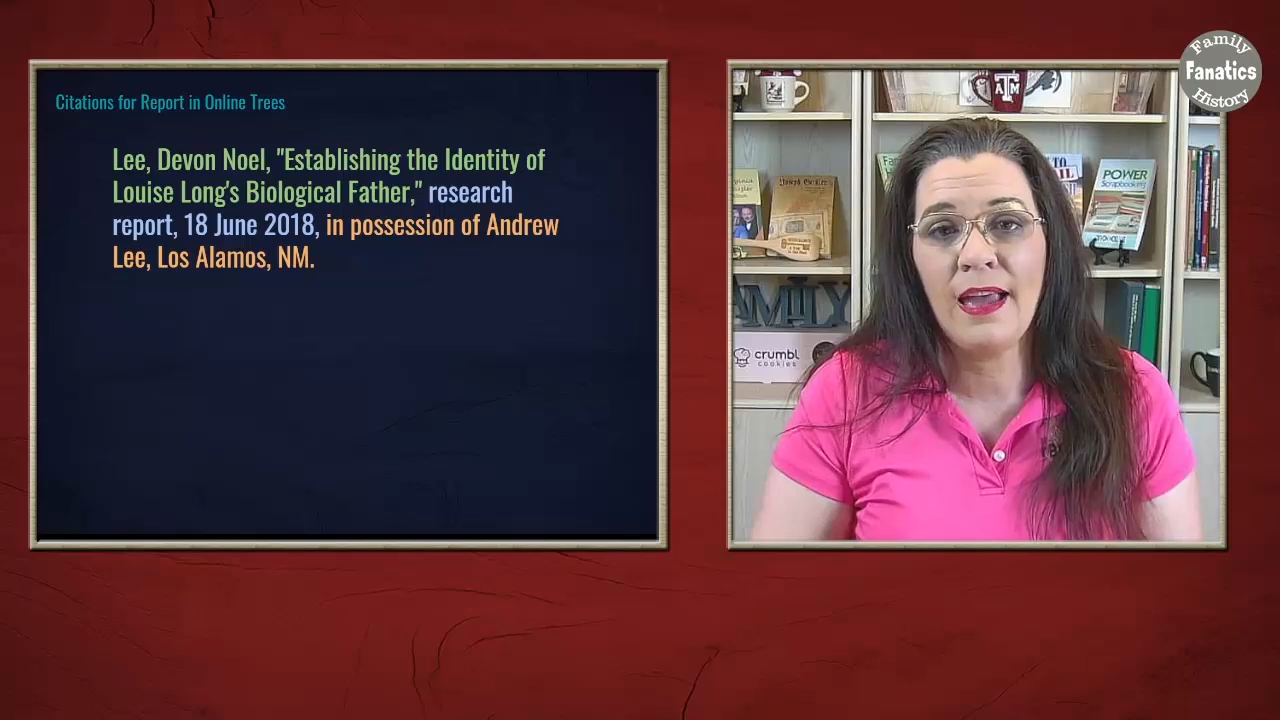 Family
Fanatics
History
Citations for Report in Online Trees
Lee, Devon Noel, "Establishing the Identity of
Louise Long's Biological Father," research
report, 18 June 2018, in possession of Andrew
Lee, Los Alamos, NM.
A
T
M
POWER
Scrapbooking
AMILY
crumbl
cookies